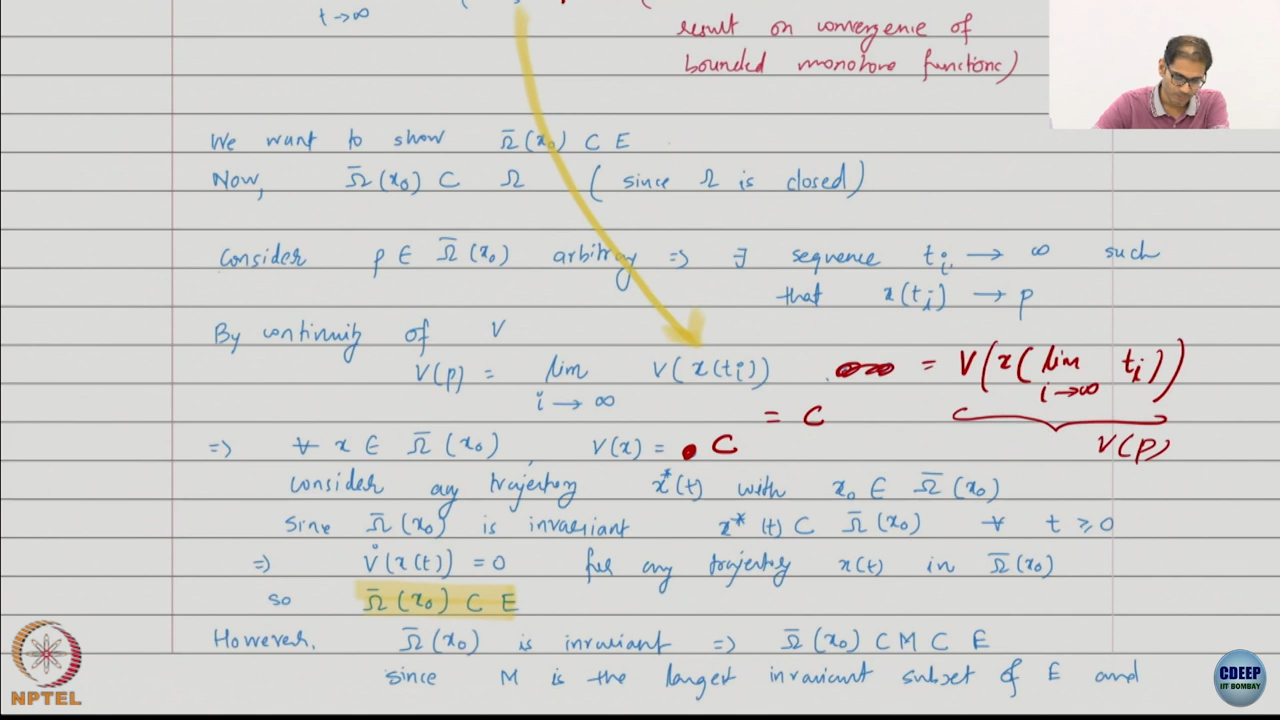 t → ∞
result on convergence of
bounded monotone functions)
We want to show Ω̄(x₀) ⊂ E
Now, Ω̄(x₀) ⊂ Ω (since Ω is closed)
Consider p ∈ Ω̄(x₀) arbitrary => ∃ sequence tᵢ → ∞ such
that x(tᵢ) → p
By continuity of V
V(p) = lim V(x(tᵢ)) = V(x(lim tᵢ))
i → ∞ i→∞
= C
V(p)
=> ∀ x ∈ Ω̄(x₀), V(x) = C
consider any trajectory x*(t) with x₀ ∈ Ω̄(x₀)
Since Ω̄(x₀) is invariant x*(t) ⊂ Ω̄(x₀) ∀ t ≥ 0
=> V̇(x(t)) = 0 for any trajectory x(t) in Ω̄(x₀)
so Ω̄(x₀) ⊂ E
However, Ω̄(x₀) is invariant => Ω̄(x₀) ⊂ M ⊂ E
since M is the largest invariant subset of E and
NPTEL
CDEEP
IIT BOMBAY